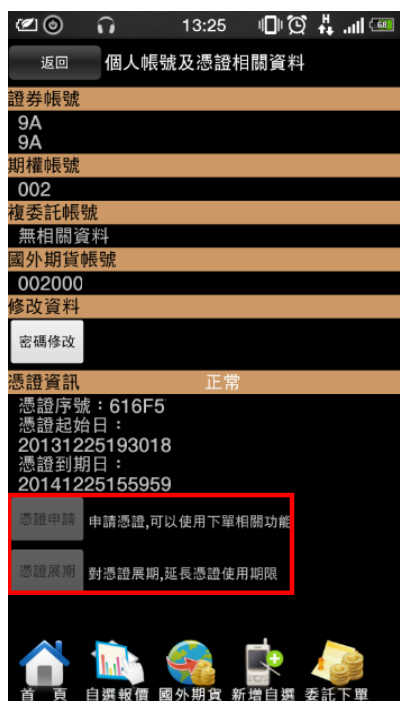 13:25
H
68
返回
個人帳號及憑證相關資料
證券帳號
9A
9A
期權帳號
002
複委託帳號
無相關資料
國外期貨帳號
002000
修改資料
密碼修改
憑證資訊 正常
憑證序號：616F5
憑證起始日：
20131225193018
憑證到期日：
20141225155959
憑證申請 申請憑證,可以使用下單相關功能
憑證展期 對憑證展期,延長憑證使用期限
首 頁 自選報價 國外期貨 新增自選 委託下單